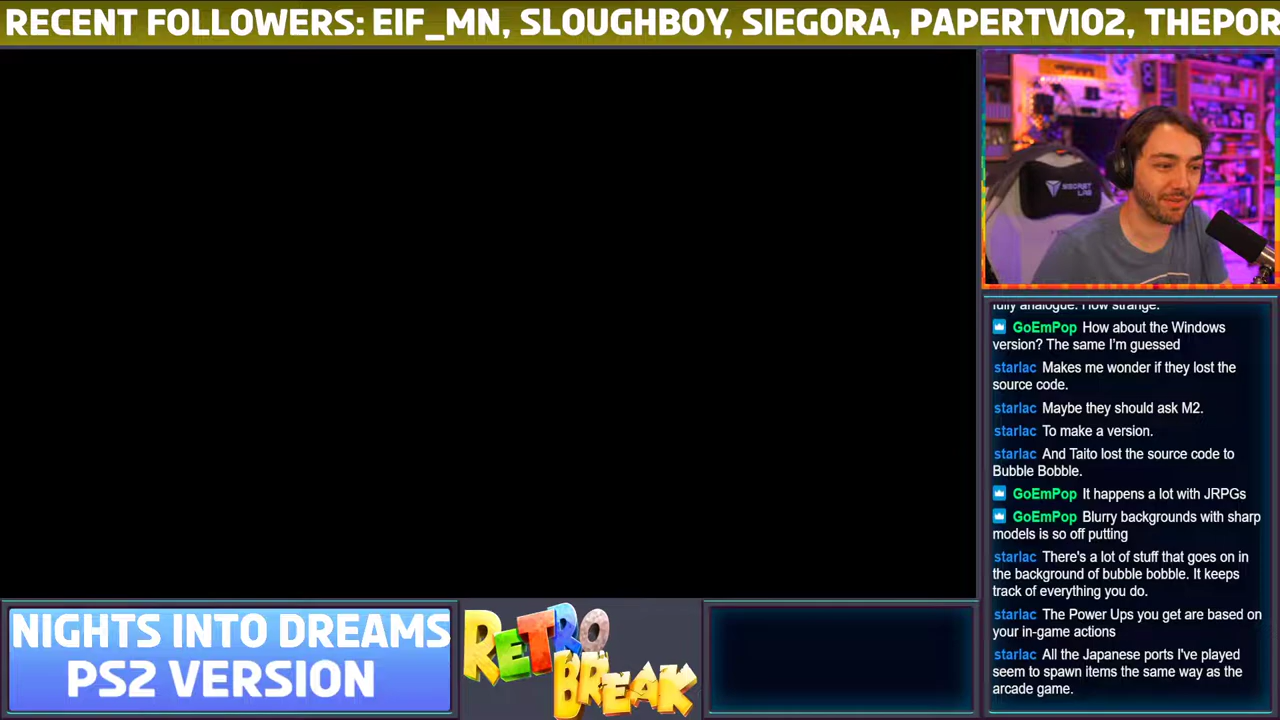 RECENT FOLLOWERS: EIF_MN, SLOUGHBOY, SIEGORA, PAPERTV102, THEPOR
SECRET
LAB
fully analogue. How strange.
GoEmPop How about the Windows
version? The same I'm guessed
starlac Makes me wonder if they lost the
source code.
starlac Maybe they should ask M2.
starlac To make a version.
starlac And Taito lost the source code to
Bubble Bobble.
GoEmPop It happens a lot with JRPGs
GoEmPop Blurry backgrounds with sharp
models is so off putting
starlac There's a lot of stuff that goes on in
the background of bubble bobble. It keeps
track of everything you do.
starlac The Power Ups you get are based on
your in-game actions
starlac All the Japanese ports I've played
seem to spawn items the same way as the
arcade game.
NIGHTS INTO DREAMS
PS2 VERSION
RETRO
BREAK